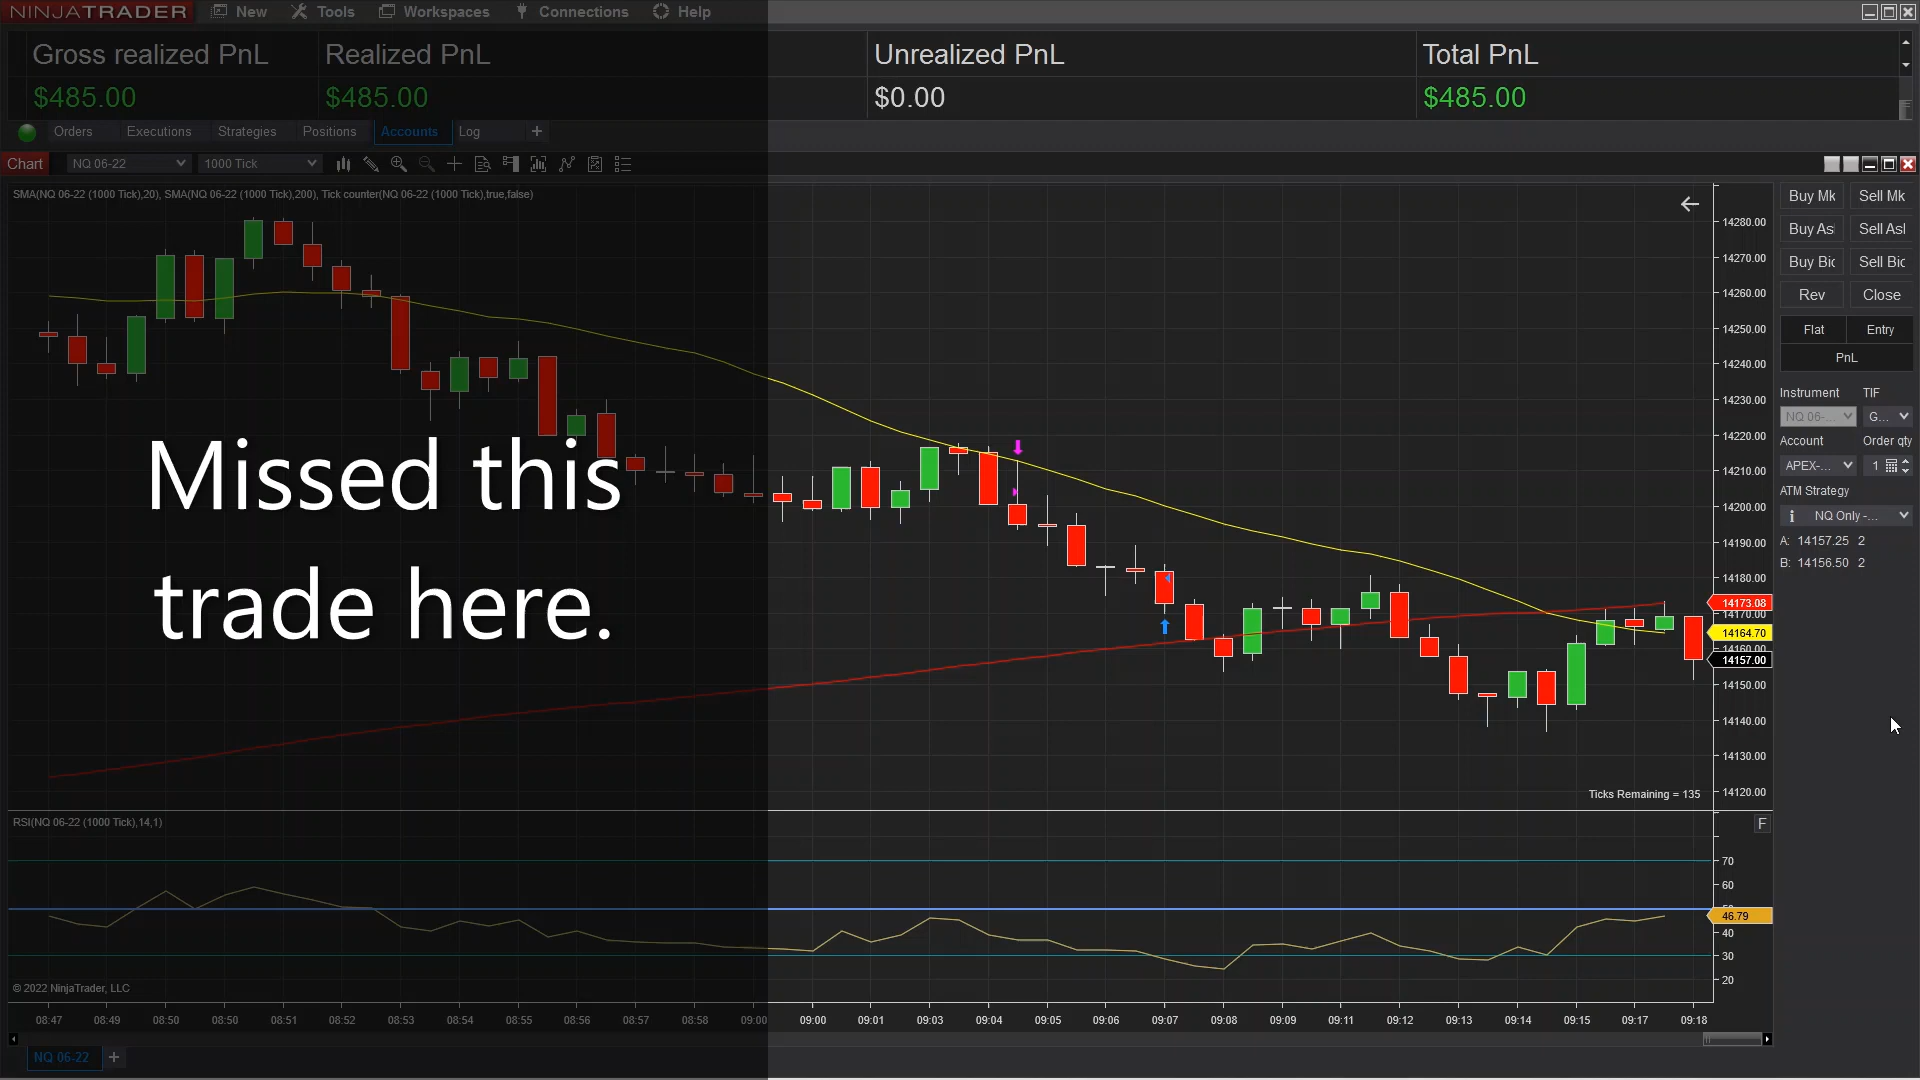 NINJATRADER New Tools Workspaces Connections Help
Gross realized PnL Realized PnL Unrealized PnL Total PnL
$485.00 $485.00 $0.00 $485.00
Orders Executions Strategies Positions Accounts Log +
Chart NQ 06-22 1000 Tick
SMA(NQ 06-22 (1000 Tick),20), SMA(NQ 06-22 (1000 Tick),200), Tick counter(NQ 06-22 (1000 Tick),true,false)
Missed this
trade here.
14280.00
14270.00
14260.00
14250.00
14240.00
14230.00
14220.00
14210.00
14200.00
14190.00
14180.00
14173.08
14170.00
14164.70
14160.00
14157.00
14150.00
14140.00
14130.00
14120.00
Ticks Remaining = 135
Buy Mk Sell Mk
Buy As Sell Asl
Buy Bic Sell Bic
Rev Close
Flat Entry
PnL
Instrument TIF
NQ 06-... G...
Account Order qty
APEX-... 1
ATM Strategy
i NQ Only -...
A: 14157.25 2
B: 14156.50 2
RSI(NQ 06-22 (1000 Tick),14,1)
F
70
60
46.79
40
30
20
© 2022 NinjaTrader, LLC
08:47 08:49 08:50 08:50 08:51 08:52 08:53 08:54 08:55 08:56 08:57 08:58 09:00 09:00 09:01 09:03 09:04 09:05 09:06 09:07 09:08 09:09 09:11 09:12 09:13 09:14 09:15 09:17 09:18
NQ 06-22 +